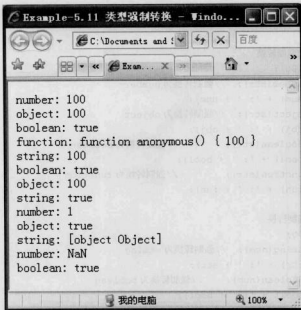 Example-5.11 类型强制转换 - Windo...
C:\Documents and S
百度
Exam... X
number: 100
object: 100
boolean: true
function: function anonymous() { 100 }
string: 100
boolean: true
object: 100
string: true
number: 1
object: true
string: [object Object]
number: NaN
boolean: true
我的电脑
100%